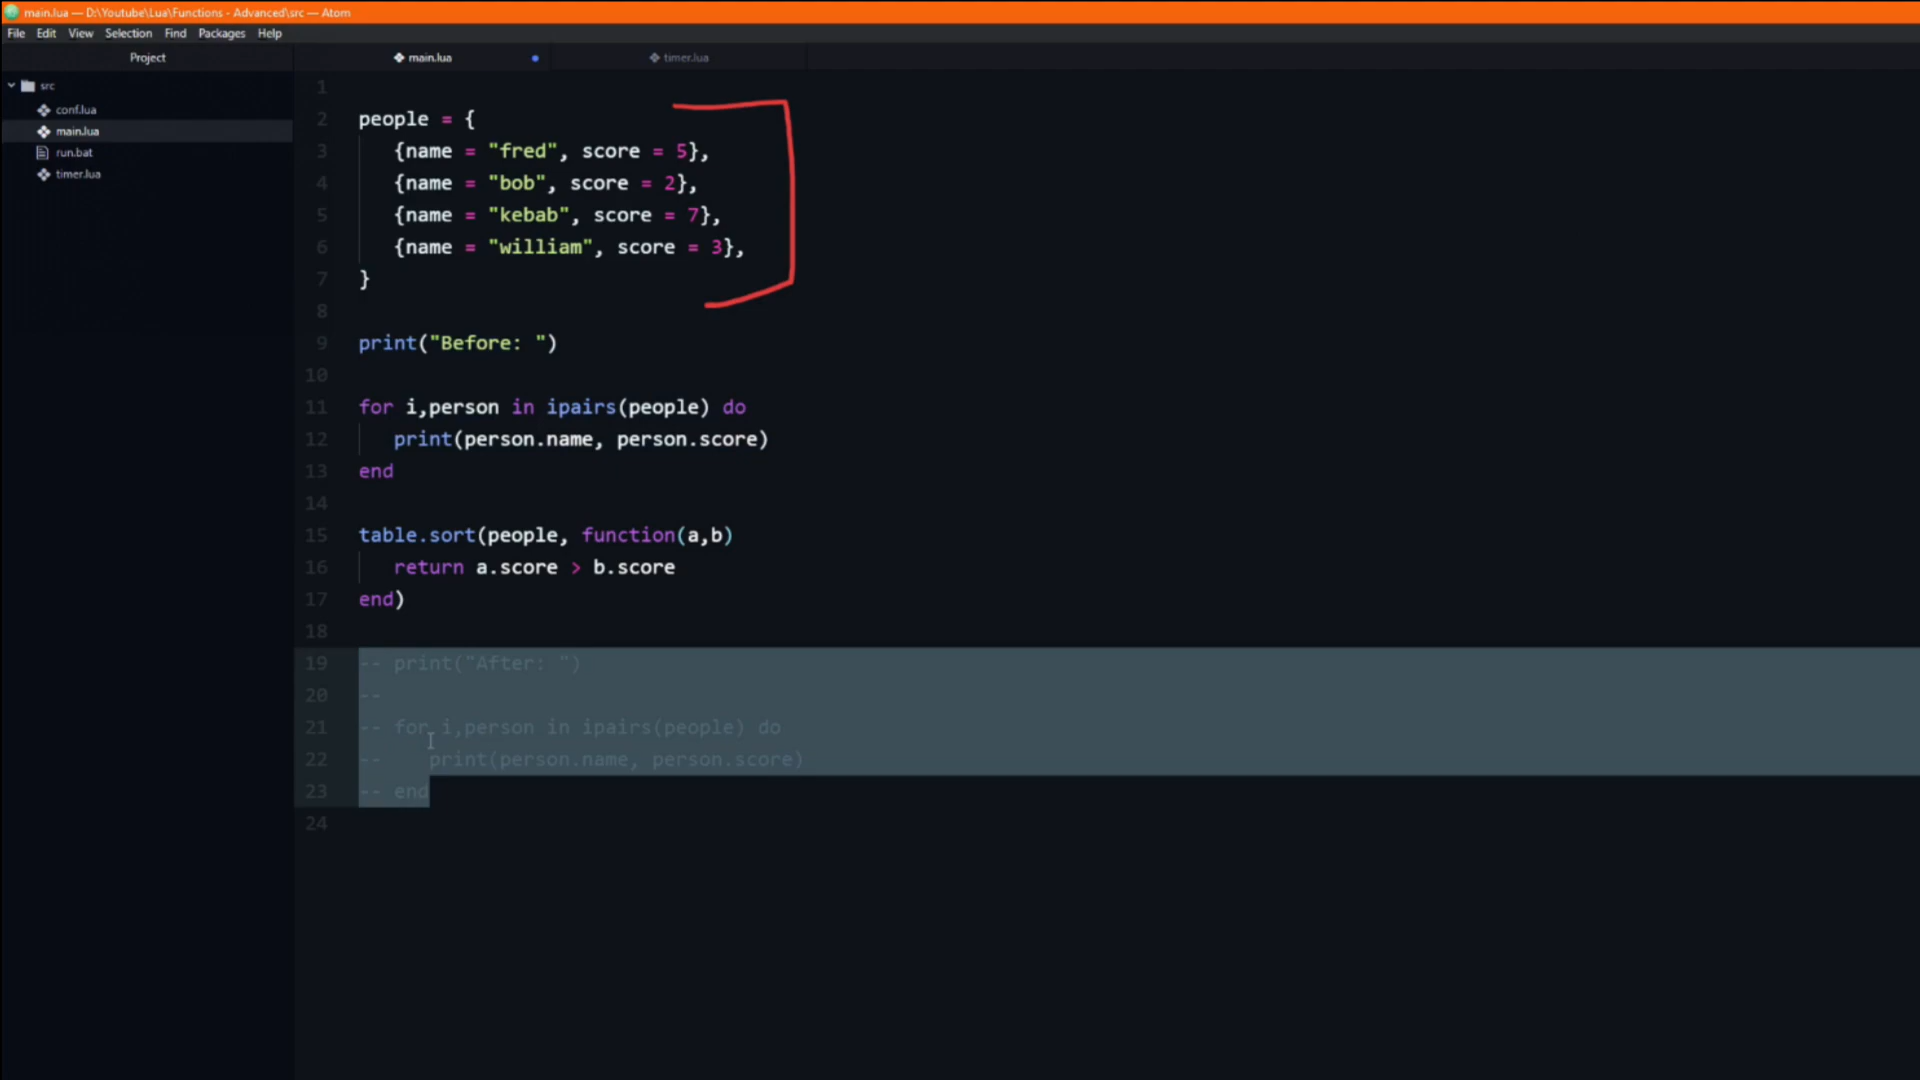 main.lua — D:\Youtube\Lua\Functions - Advanced\src — Atom
File Edit View Selection Find Packages Help
Project
main.lua
timer.lua
src
conf.lua
main.lua
run.bat
timer.lua
1
2 people = {
3 {name = "fred", score = 5},
4 {name = "bob", score = 2},
5 {name = "kebab", score = 7},
6 {name = "william", score = 3},
7 }
8
9 print("Before: ")
10
11 for i,person in ipairs(people) do
12 print(person.name, person.score)
13 end
14
15 table.sort(people, function(a,b)
16 return a.score > b.score
17 end)
18
19 -- print("After: ")
20 --
21 -- for i,person in ipairs(people) do
22 -- print(person.name, person.score)
23 -- end
24